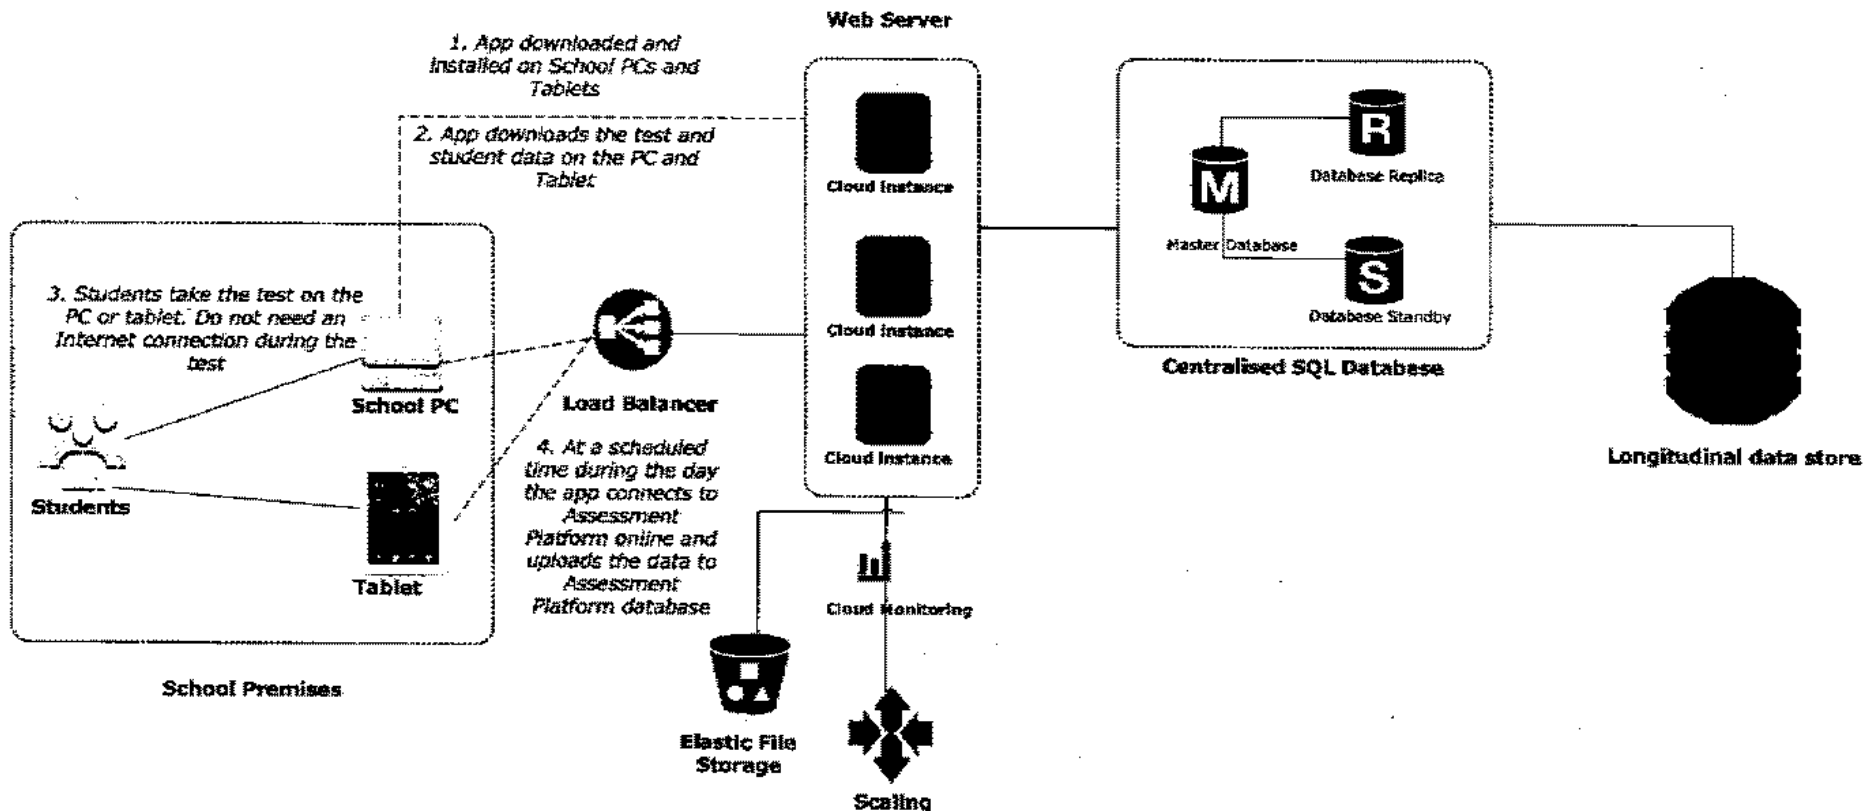 Web Server
1. App downloaded and
installed on School PCs and
Tablets
2. App downloads the test and
student data on the PC and
Tablet
Cloud Instance
Cloud Instance
Cloud Instance
R
Database Replica
M
Master Database
S
Database Standby
Centralised SQL Database
Longitudinal data store
3. Students take the test on the
PC or tablet. Do not need an
Internet connection during the
test
School PC
Students
Tablet
School Premises
Load Balancer
4. At a scheduled
time during the day
the app connects to
Assessment
Platform online and
uploads the data to
Assessment
Platform database
Cloud Monitoring
Elastic File
Storage
Scaling